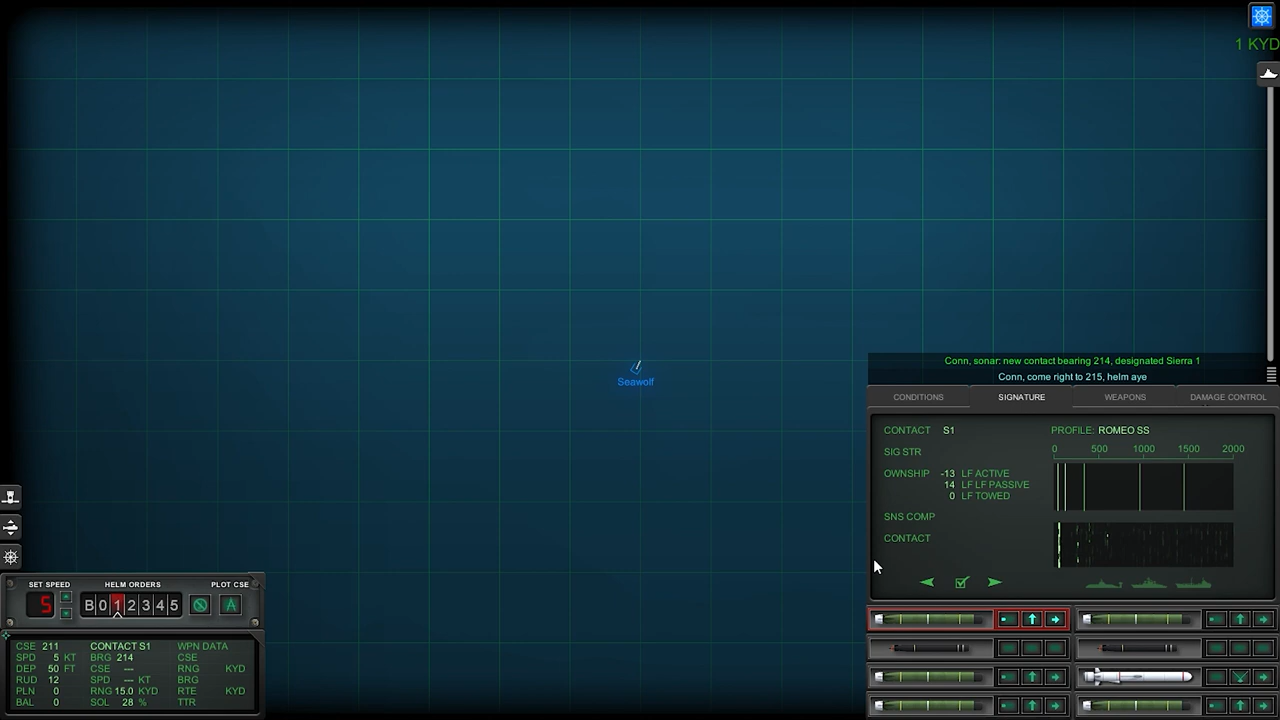 1 KYD
Seawolf
Conn, sonar: new contact bearing 214, designated Sierra 1
Conn, come right to 215, helm aye
CONDITIONS SIGNATURE WEAPONS DAMAGE CONTROL
CONTACT S1 PROFILE: ROMEO SS
SIG STR 0 500 1000 1500 2000
OWNSHIP -13 LF ACTIVE
14 LF LF PASSIVE
0 LF TOWED
SNS COMP
CONTACT
SET SPEED HELM ORDERS PLOT CSE
5 B 0 1 2 3 4 5 A
CSE 211 CONTACT S1 WPN DATA
SPD 5 KT BRG 214 CSE
DEP 50 FT CSE --- RNG KYD
RUD 12 SPD --- KT BRG
PLN 0 RNG 15.0 KYD RTE KYD
BAL 0 SOL 28 % TTR